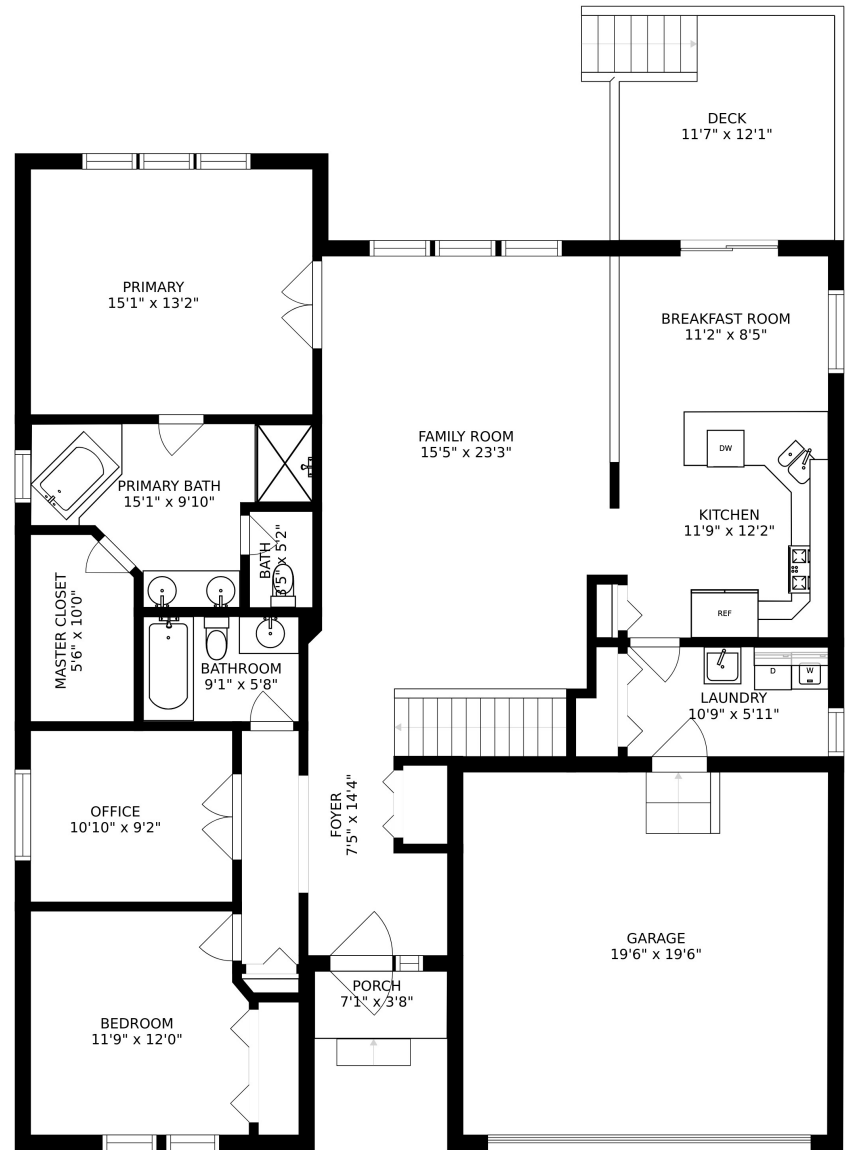 DECK
11'7" x 12'1"
PRIMARY
15'1" x 13'2"
BREAKFAST ROOM
11'2" x 8'5"
FAMILY ROOM
15'5" x 23'3"
DW
PRIMARY BATH
15'1" x 9'10"
KITCHEN
11'9" x 12'2"
BATH
3'5" x 5'2"
REF
MASTER CLOSET
5'6" x 10'0"
BATHROOM
9'1" x 5'8"
D
W
LAUNDRY
10'9" x 5'11"
OFFICE
10'10" x 9'2"
FOYER
7'5" x 14'4"
GARAGE
19'6" x 19'6"
PORCH
7'1" x 3'8"
BEDROOM
11'9" x 12'0"